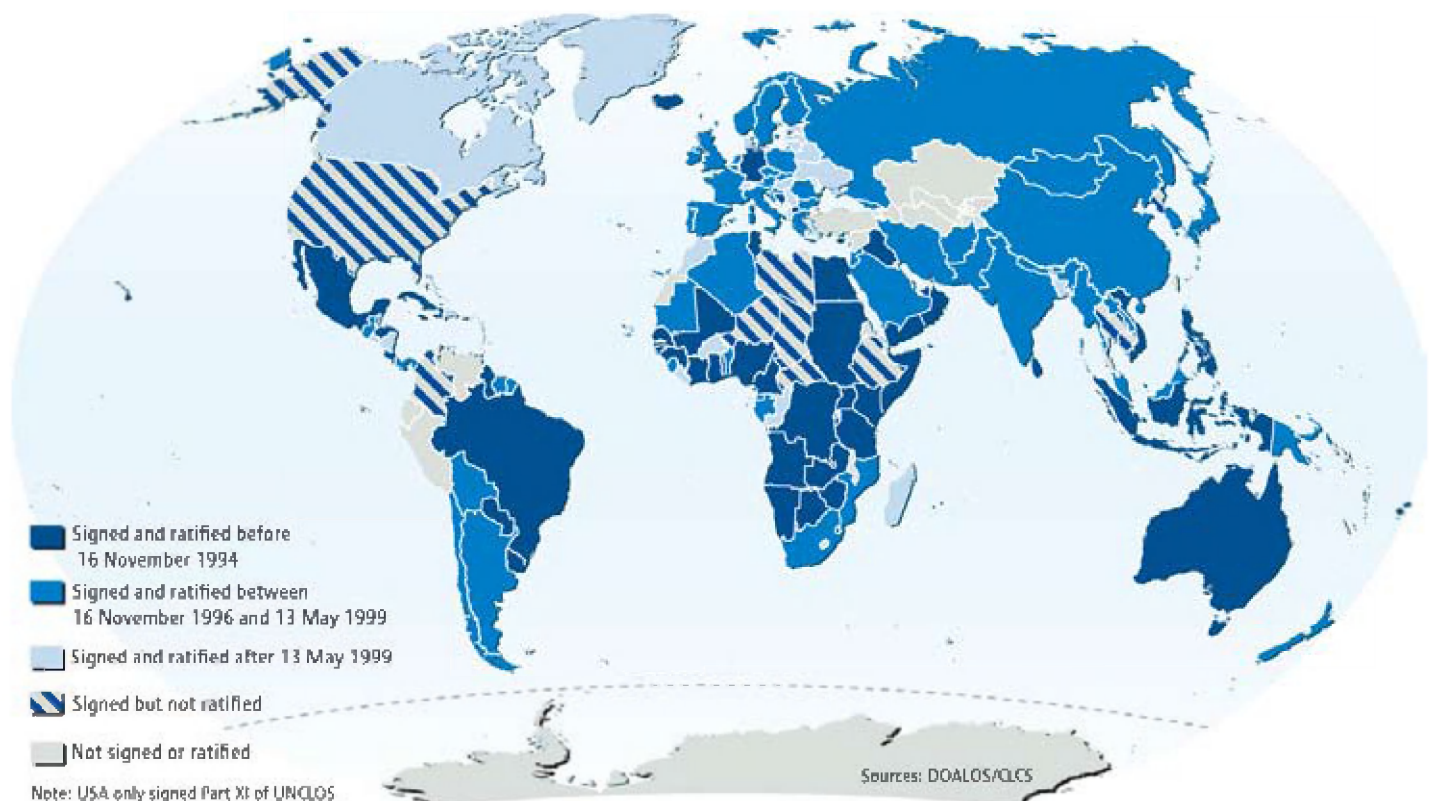 Signed and ratified before
16 November 1994
Signed and ratified between
16 November 1996 and 13 May 1999
Signed and ratified after 13 May 1999
Signed but not ratified
Not signed or ratified
Note: USA only signed Part XI of UNCLOS
Sources: DOALOS/CLCS